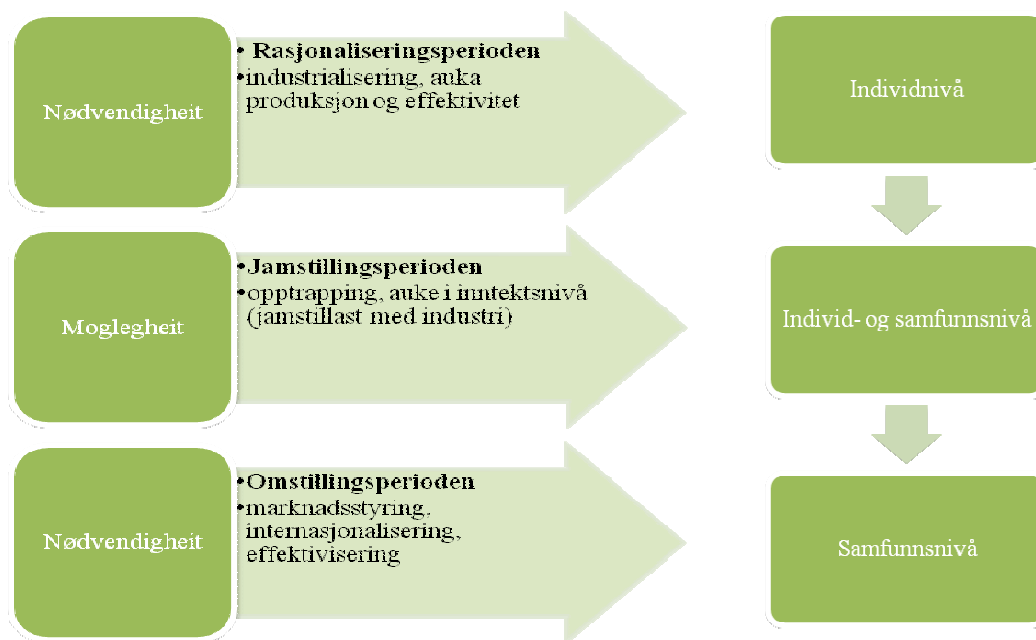 Nødvendigheit
• Rasjonaliseringsperioden
•industrialisering, auka
produksjon og effektivitet
Individnivå
Moglegheit
•Jamstillingsperioden
•opptrapping, auke i inntektsnivå
(jamstillast med industri)
Individ- og samfunnsnivå
Nødvendigheit
•Omstillingsperioden
•marknadsstyring,
internasjonalisering,
effektivisering
Samfunnsnivå